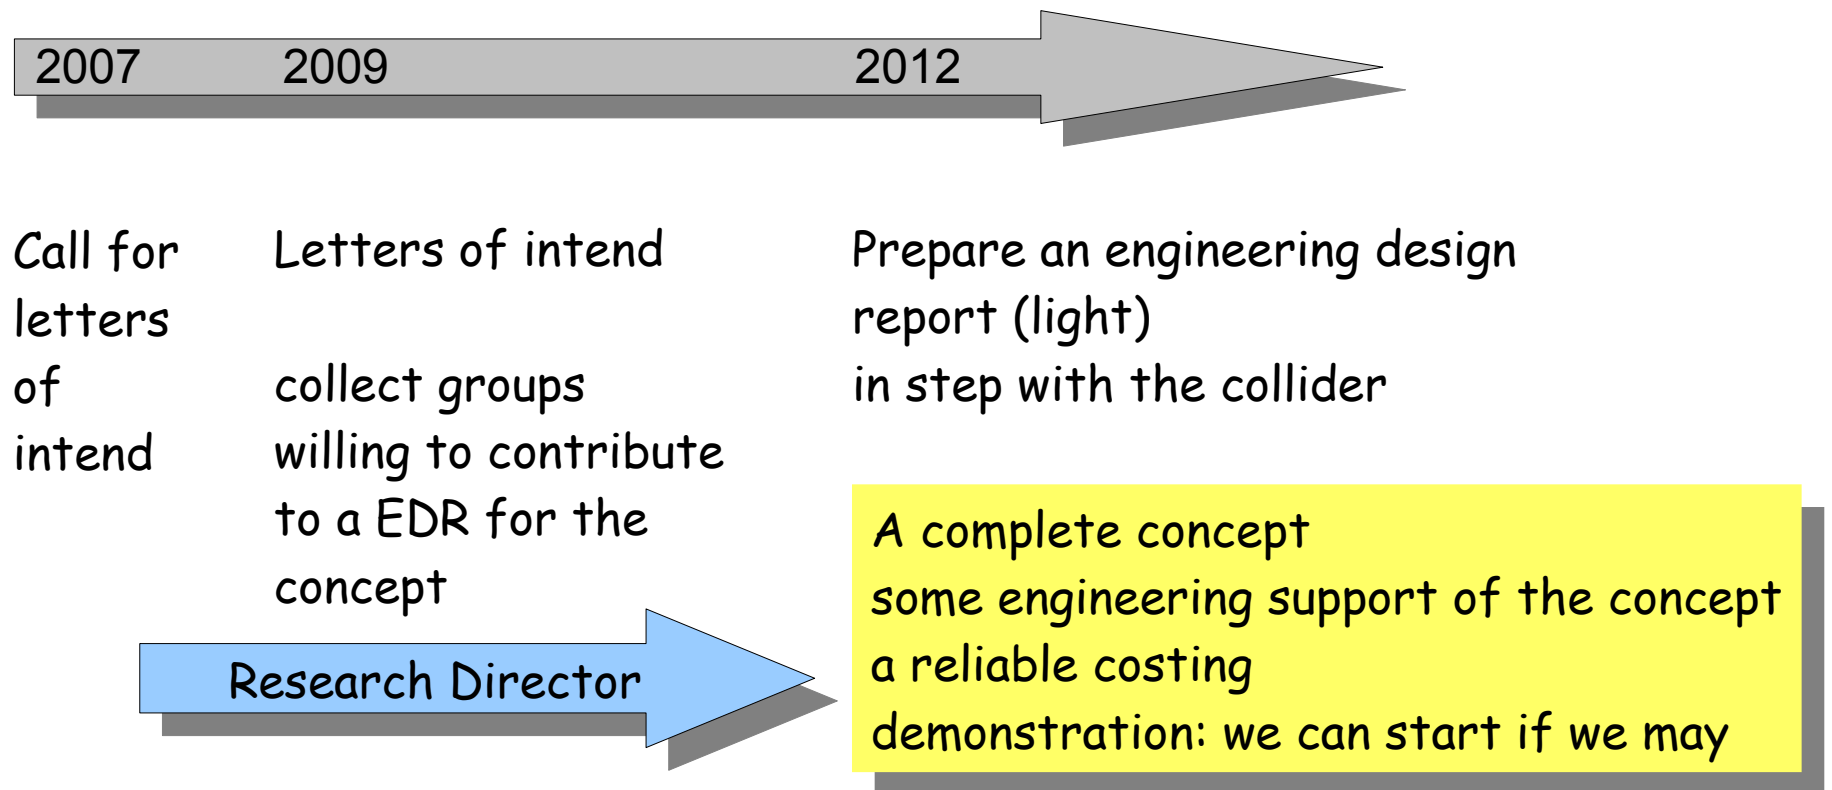 2007 2009 2012
Call for
letters
of
intend
Letters of intend
collect groups
willing to contribute
to a EDR for the
concept
Research Director
Prepare an engineering design
report (light)
in step with the collider
A complete concept
some engineering support of the concept
a reliable costing
demonstration: we can start if we may